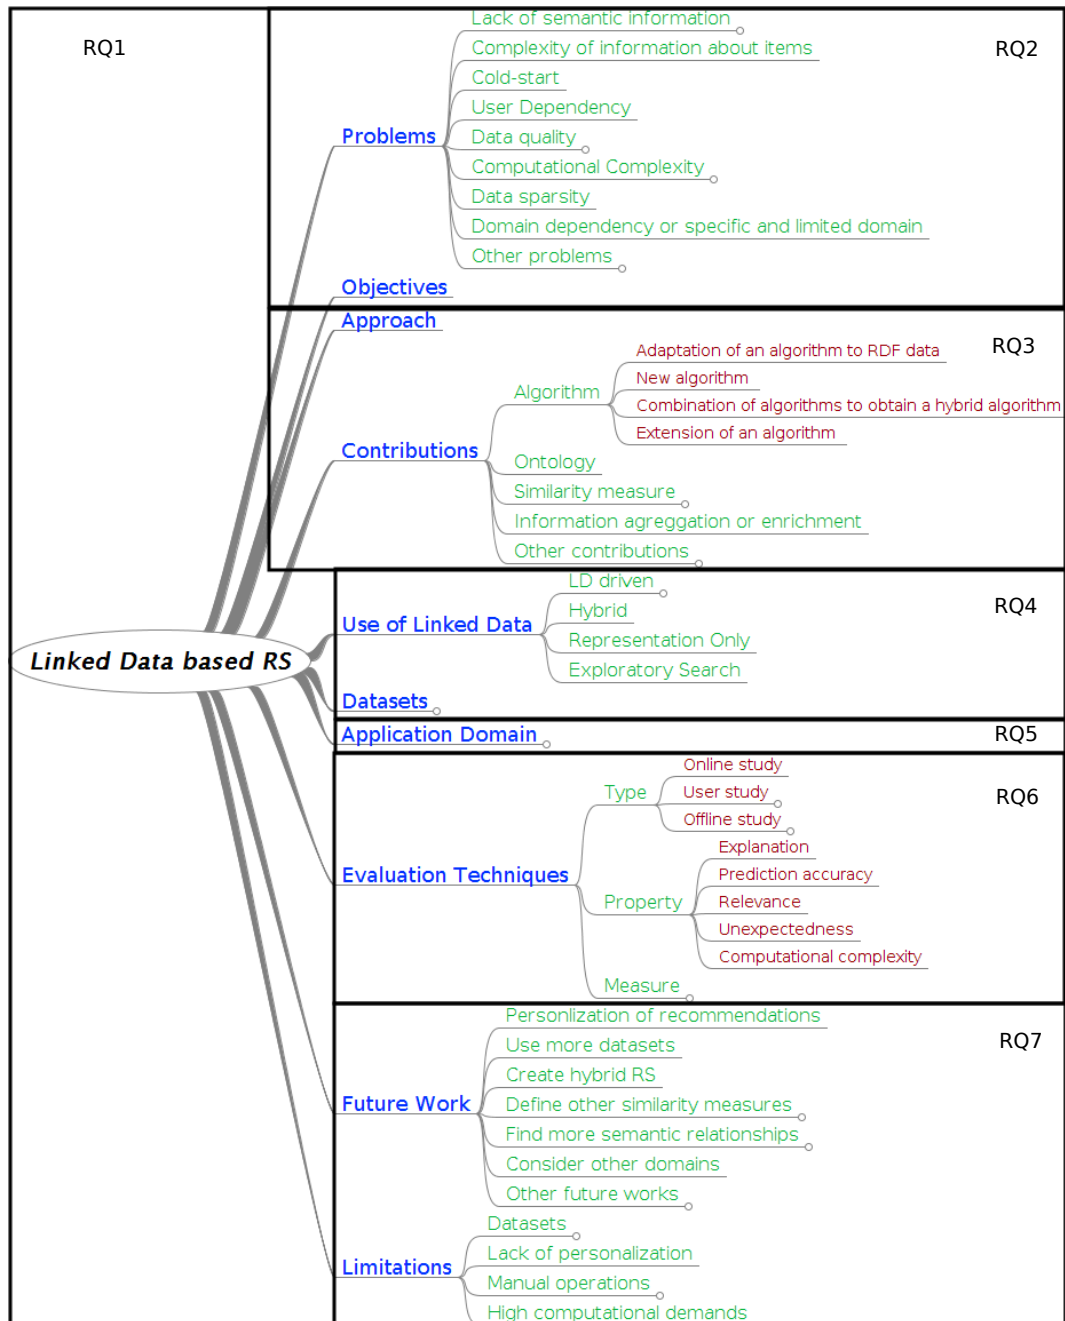 RQ1
RQ2
Problems
Lack of semantic information
Complexity of information about items
Cold-start
User Dependency
Data quality
Computational Complexity
Data sparsity
Domain dependency or specific and limited domain
Other problems
Objectives
RQ3
Approach
Contributions
Algorithm
Adaptation of an algorithm to RDF data
New algorithm
Combination of algorithms to obtain a hybrid algorithm
Extension of an algorithm
Ontology
Similarity measure
Information agreggation or enrichment
Other contributions
RQ4
Linked Data based RS
Use of Linked Data
LD driven
Hybrid
Representation Only
Exploratory Search
Datasets
Application Domain
RQ5
RQ6
Evaluation Techniques
Type
Online study
User study
Offline study
Property
Explanation
Prediction accuracy
Relevance
Unexpectedness
Computational complexity
Measure
RQ7
Future Work
Personlization of recommendations
Use more datasets
Create hybrid RS
Define other similarity measures
Find more semantic relationships
Consider other domains
Other future works
Limitations
Datasets
Lack of personalization
Manual operations
High computational demands